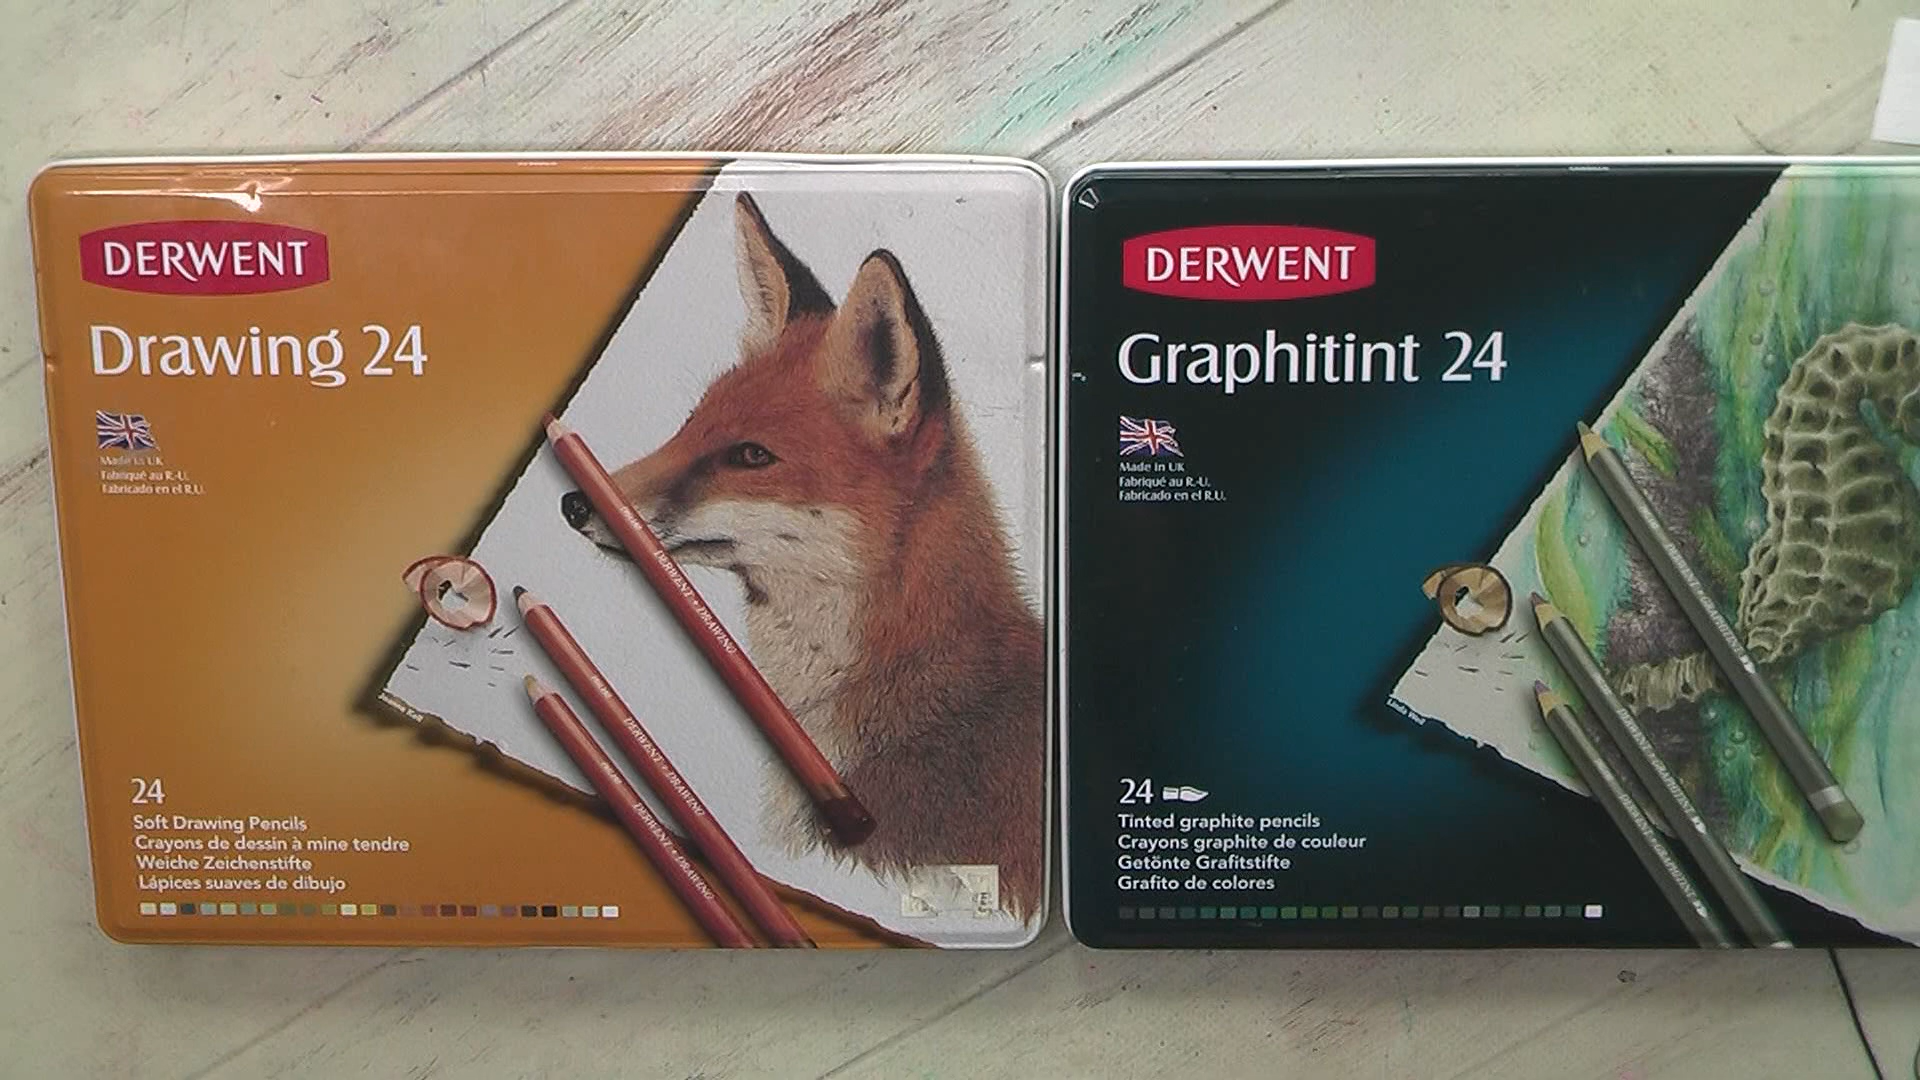 DERWENT
Drawing 24
Made in UK
Fabriqué au R.-U.
Fabricado en el R.U.
DERWENT • DRAWING
DERWENT • DRAWING
DERWENT • DRAWING
24
Soft Drawing Pencils
Crayons de dessin à mine tendre
Weiche Zeichenstifte
Lápices suaves de dibujo
DERWENT
Graphitint 24
Made in UK
Fabriqué au R.-U.
Fabricado en el R.U.
24
Tinted graphite pencils
Crayons graphite de couleur
Getönte Grafitstifte
Grafito de colores